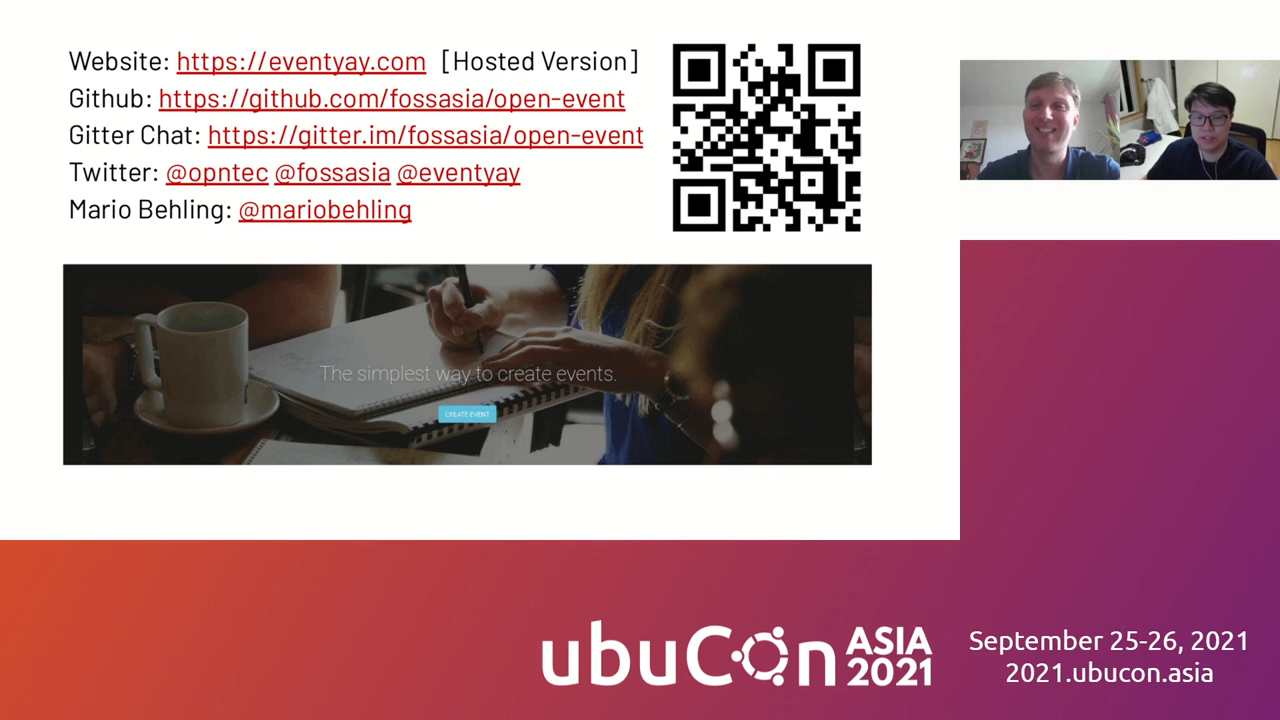 Website: https://eventyay.com [Hosted Version]
Github: https://github.com/fossasia/open-event
Gitter Chat: https://gitter.im/fossasia/open-event
Twitter: @opntec @fossasia @eventyay
Mario Behling: @mariobehling
The simplest way to create events.
CREATE EVENT
ubuCon ASIA 2021
September 25-26, 2021
2021.ubucon.asia